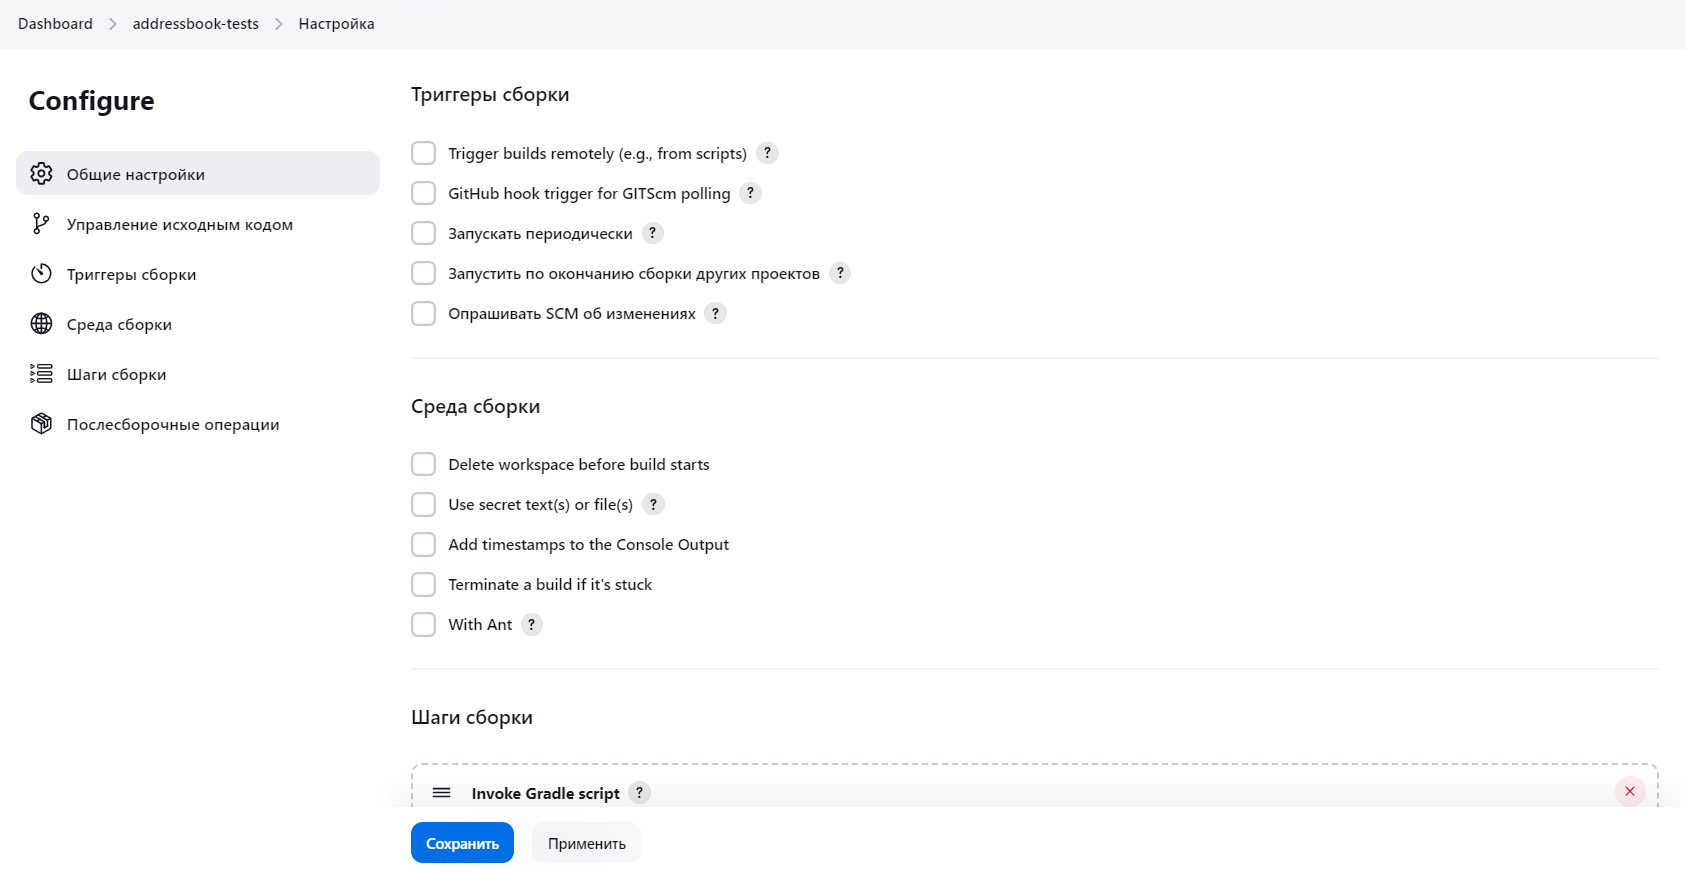 Dashboard > addressbook-tests > Настройка
Configure
Общие настройки
Управление исходным кодом
Триггеры сборки
Среда сборки
Шаги сборки
Послесборочные операции
Триггеры сборки
Trigger builds remotely (e.g., from scripts) ?
GitHub hook trigger for GITScm polling ?
Запускать периодически ?
Запустить по окончанию сборки других проектов ?
Опрашивать SCM об изменениях ?
Среда сборки
Delete workspace before build starts
Use secret text(s) or file(s) ?
Add timestamps to the Console Output
Terminate a build if it's stuck
With Ant ?
Шаги сборки
Invoke Gradle script ?
Сохранить
Применить